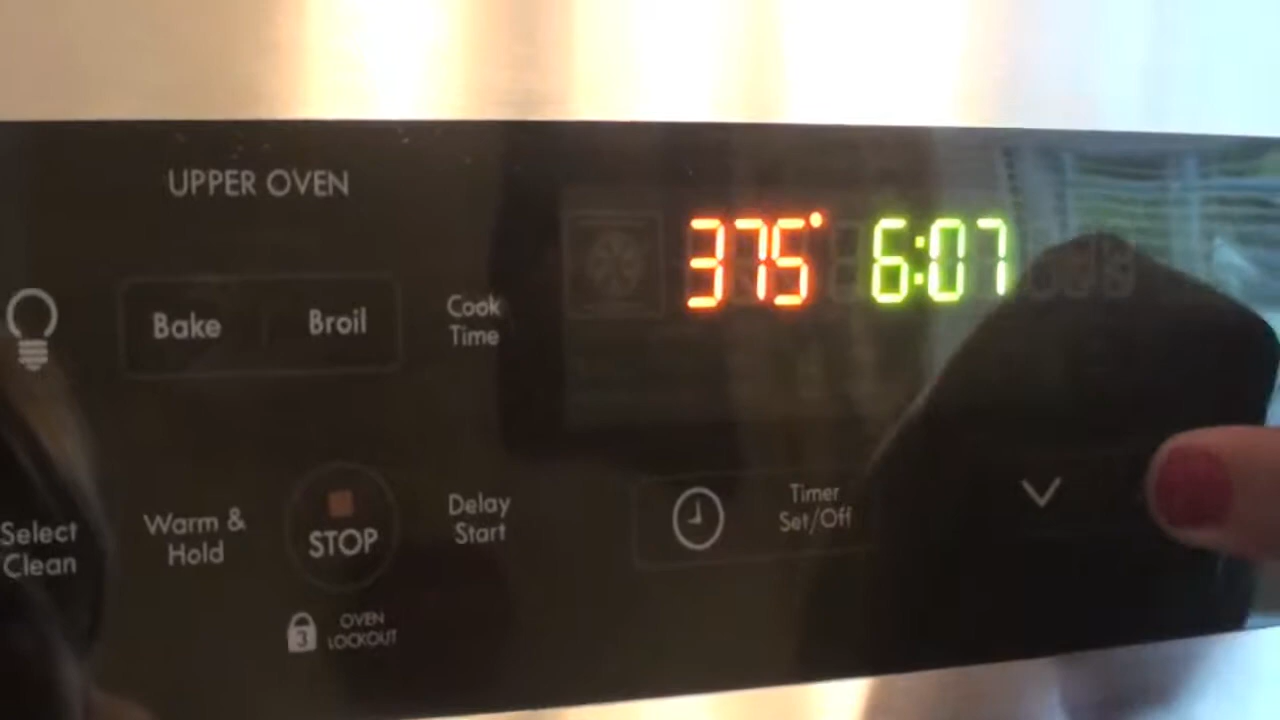 UPPER OVEN
375° 6:07
Bake Broil
Cook
Time
Select
Clean
Warm &
Hold
STOP
Delay
Start
Timer
Set/Off
3
OVEN
LOCKOUT